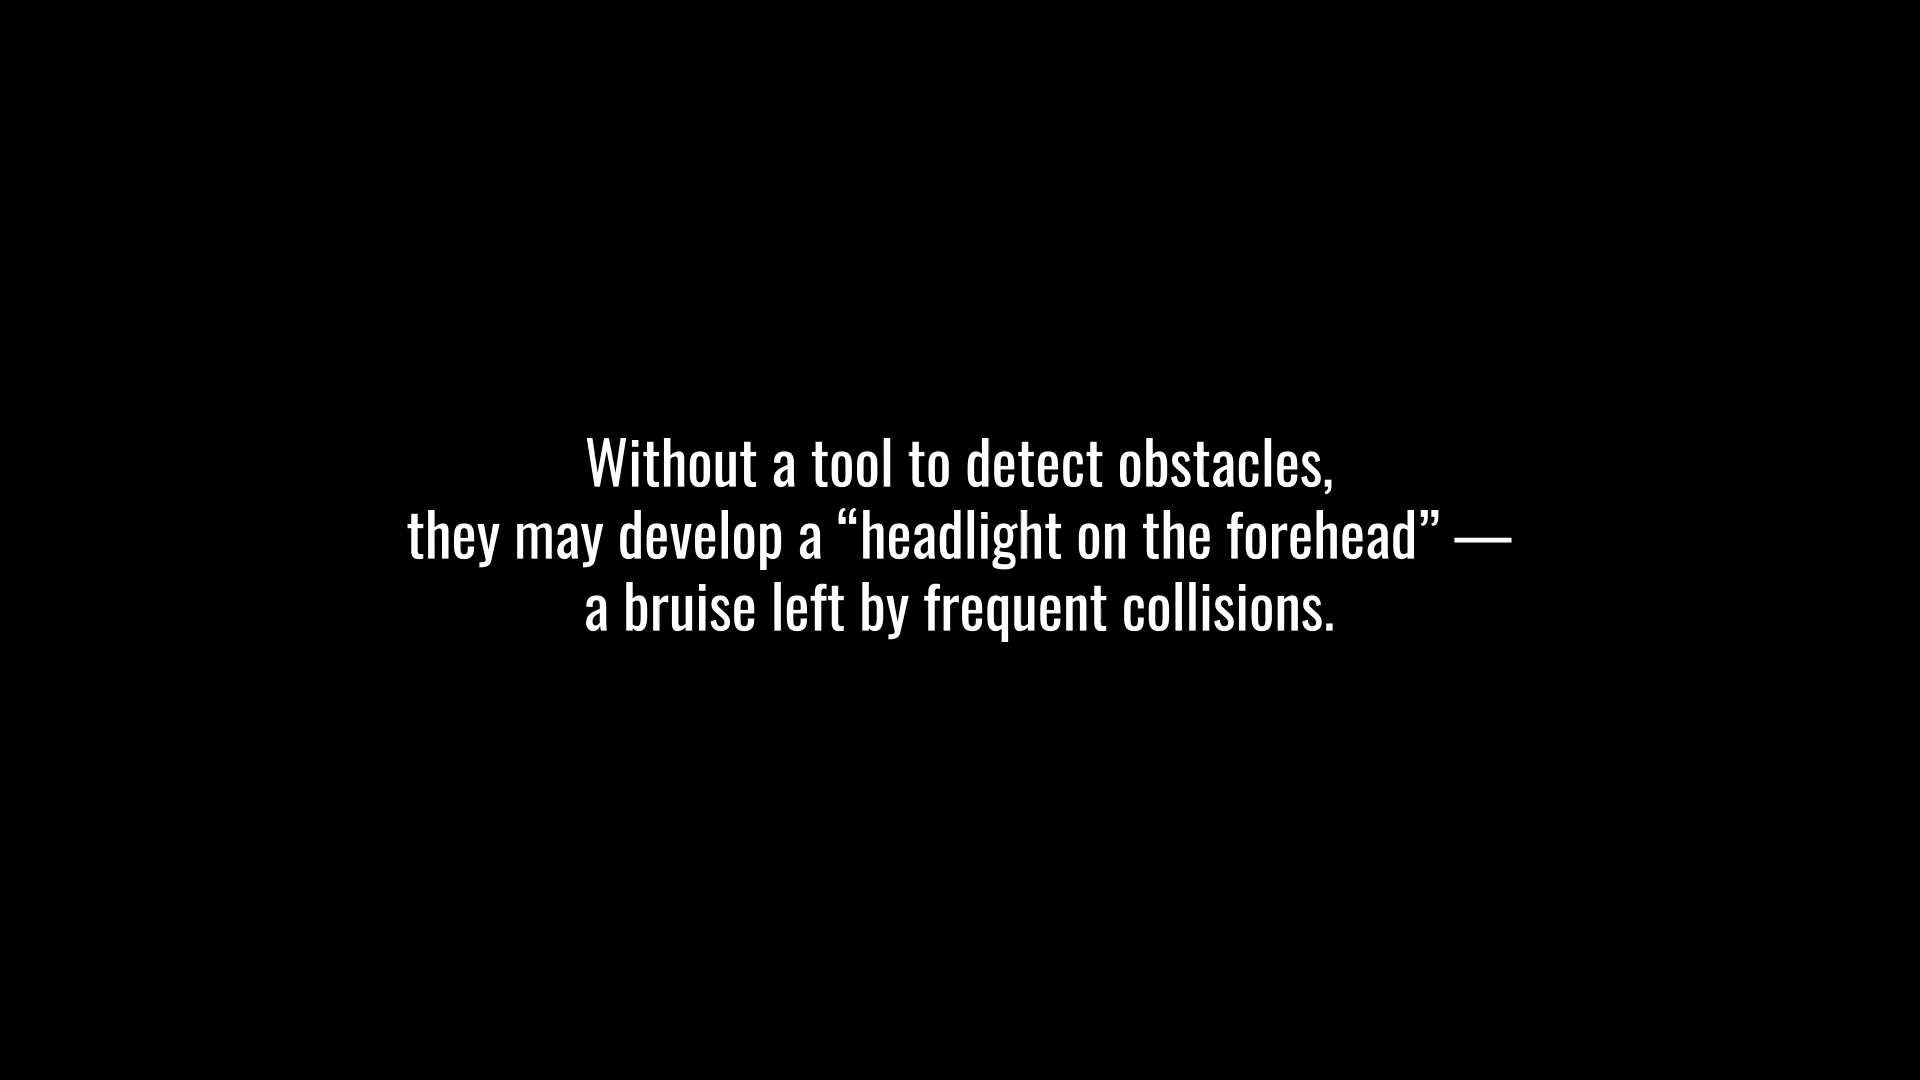 Without a tool to detect obstacles,
they may develop a “headlight on the forehead” —
a bruise left by frequent collisions.